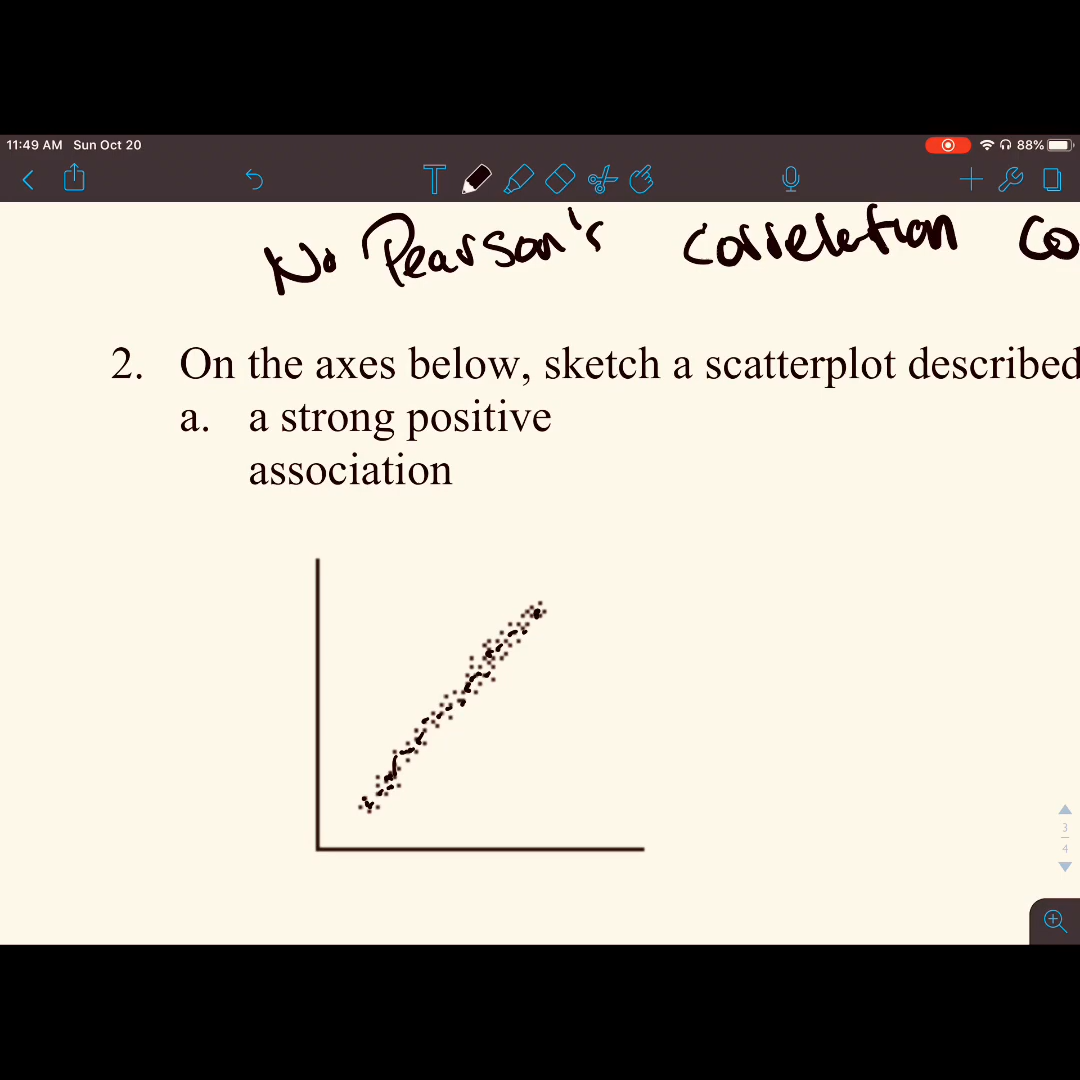 11:49 AM Sun Oct 20
88%
T
No Pearson's correlation co
2. On the axes below, sketch a scatterplot described
a. a strong positive
association
3
4